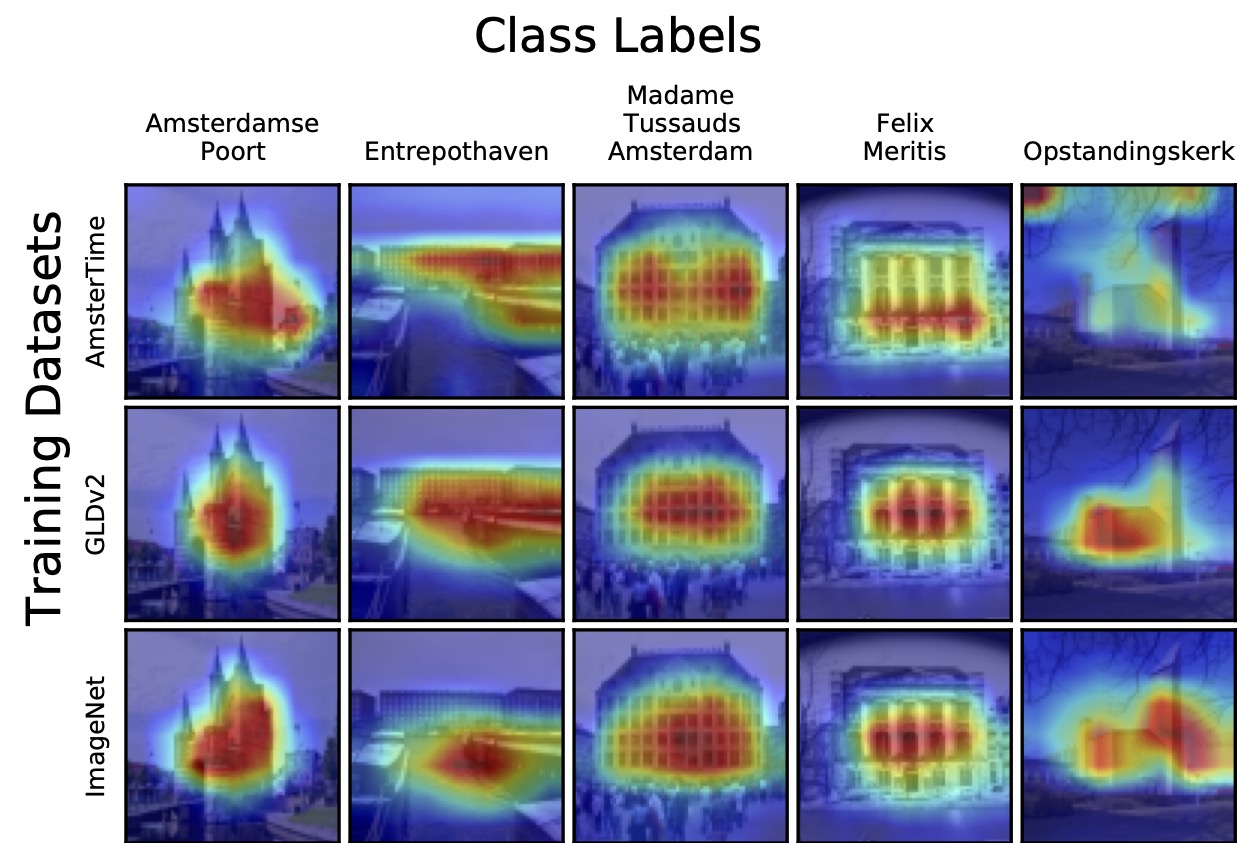 Class Labels
Amsterdamse
Poort
Entrepothaven
Madame
Tussauds
Amsterdam
Felix
Meritis
Opstandingskerk
Training Datasets
AmsterTime
GLDv2
ImageNet